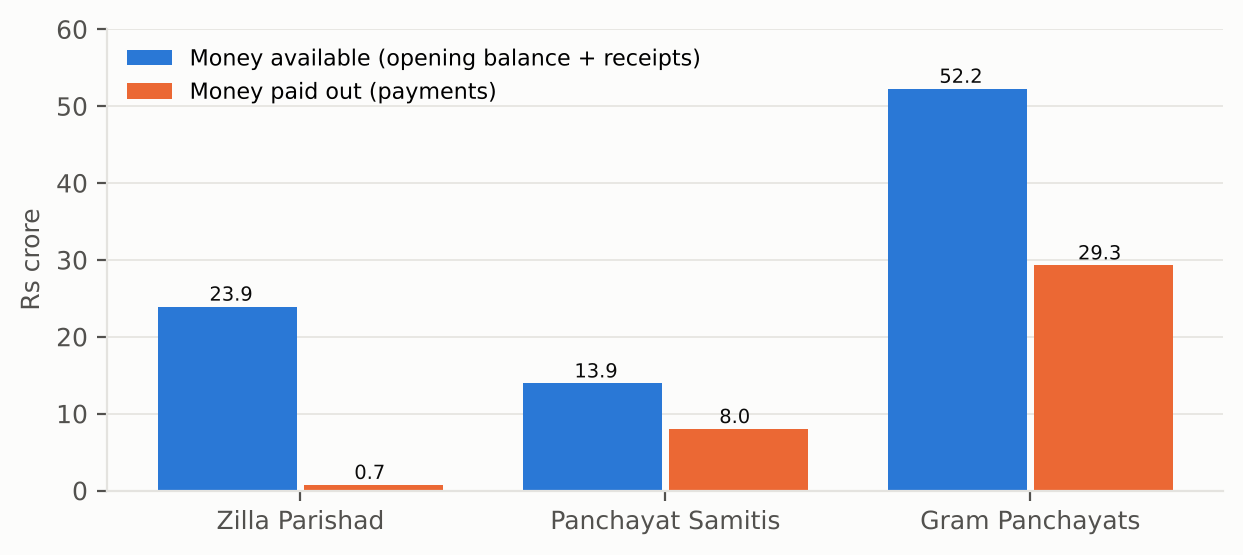 Rs crore
60
50
40
30
20
10
0
Money available (opening balance + receipts)
Money paid out (payments)
23.9
0.7
13.9
8.0
52.2
29.3
Zilla Parishad
Panchayat Samitis
Gram Panchayats